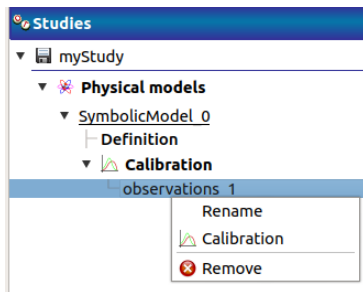 Studies
myStudy
Physical models
SymbolicModel_0
Definition
Calibration
observations_1
Rename
Calibration
Remove